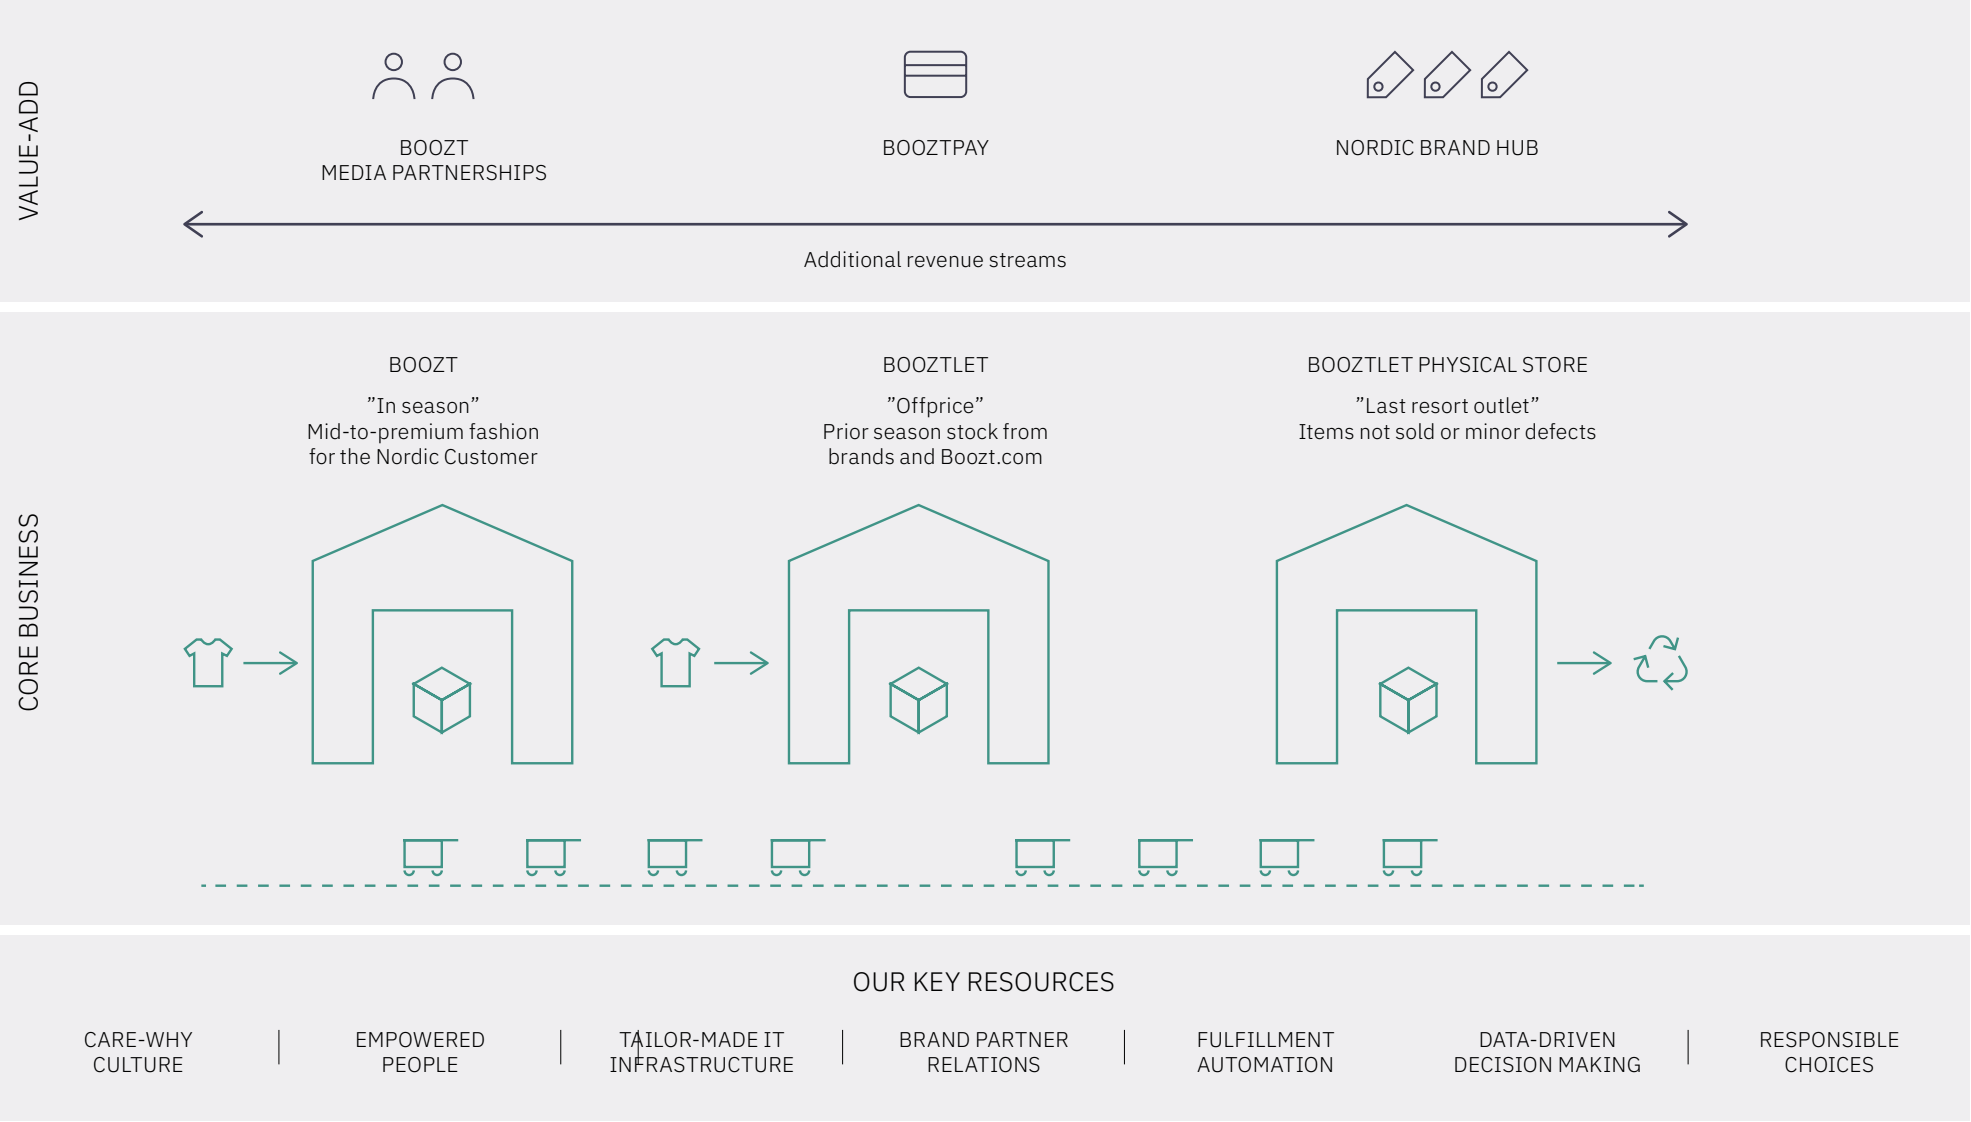 VALUE-ADD
BOOZT
MEDIA PARTNERSHIPS
BOOZTPAY
NORDIC BRAND HUB
Additional revenue streams
CORE BUSINESS
BOOZT
”In season”
Mid-to-premium fashion
for the Nordic Customer
BOOZTLET
”Offprice”
Prior season stock from
brands and Boozt.com
BOOZTLET PHYSICAL STORE
”Last resort outlet”
Items not sold or minor defects
OUR KEY RESOURCES
CARE-WHY
CULTURE
EMPOWERED
PEOPLE
TAILOR-MADE IT
INFRASTRUCTURE
BRAND PARTNER
RELATIONS
FULFILLMENT
AUTOMATION
DATA-DRIVEN
DECISION MAKING
RESPONSIBLE
CHOICES